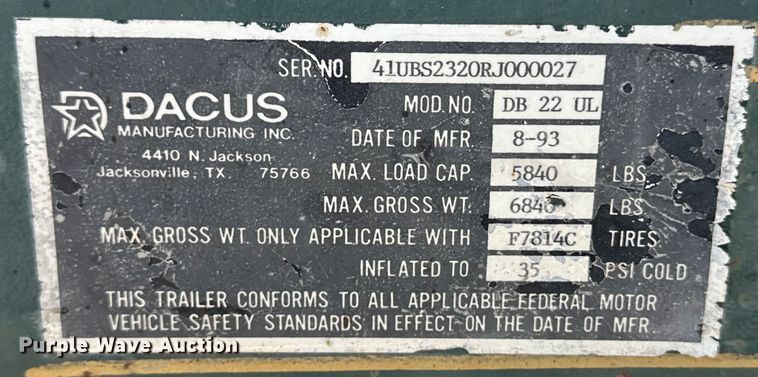 SER. NO. 41UBS2320RJ000027
DACUS
MANUFACTURING INC.
4410 N. Jackson
Jacksonville, TX. 75766
MOD. NO. DB 22 UL
DATE OF MFR. 8-93
MAX. LOAD CAP. 5840 LBS.
MAX. GROSS WT. 6840 LBS
MAX. GROSS WT. ONLY APPLICABLE WITH F7814C TIRES
INFLATED TO 35 PSI COLD
THIS TRAILER CONFORMS TO ALL APPLICABLE FEDERAL MOTOR
VEHICLE SAFETY STANDARDS IN EFFECT ON THE DATE OF MFR.
Purple Wave Auction